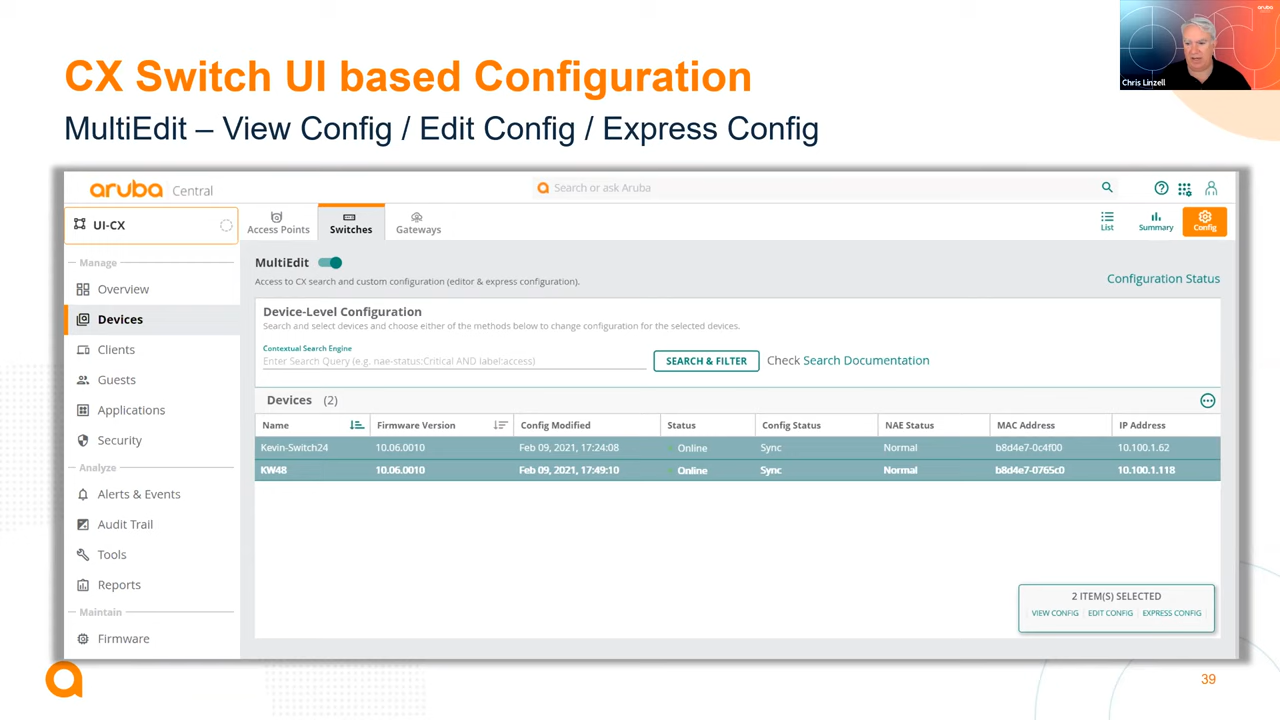 CX Switch UI based Configuration
MultiEdit – View Config / Edit Config / Express Config
aruba
Chris Linzell
aruba Central
Search or ask Aruba
UI-CX
Access Points
Switches
Gateways
List
Summary
Config
Manage
Overview
Devices
Clients
Guests
Applications
Security
Analyze
Alerts & Events
Audit Trail
Tools
Reports
Maintain
Firmware
MultiEdit
Access to CX search and custom configuration (editor & express configuration).
Configuration Status
Device-Level Configuration
Search and select devices and choose either of the methods below to change configuration for the selected devices.
Contextual Search Engine
Enter Search Query (e.g. nae-status:Critical AND label:access)
SEARCH & FILTER
Check Search Documentation
Devices (2)
Name Firmware Version Config Modified Status Config Status NAE Status MAC Address IP Address
Kevin-Switch24 10.06.0010 Feb 09, 2021, 17:24:08 Online Sync Normal b8d4e7-0c4f00 10.100.1.62
KW48 10.06.0010 Feb 09, 2021, 17:49:10 Online Sync Normal b8d4e7-0765c0 10.100.1.118
2 ITEM(S) SELECTED
VIEW CONFIG EDIT CONFIG EXPRESS CONFIG
39